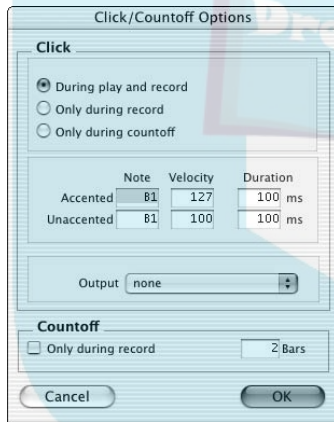 Click/Countoff Options
Click
During play and record
Only during record
Only during countoff
Note Velocity Duration
Accented B1 127 100 ms
Unaccented B1 100 100 ms
Output none
Countoff
Only during record 2 Bars
Cancel OK